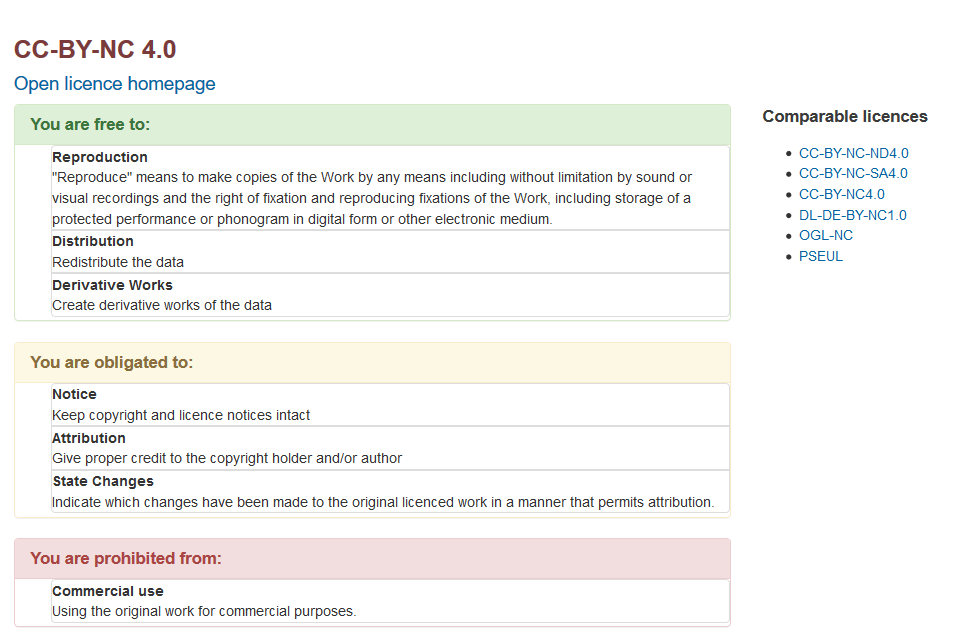 CC-BY-NC 4.0
Open licence homepage
You are free to:
Reproduction
"Reproduce" means to make copies of the Work by any means including without limitation by sound or
visual recordings and the right of fixation and reproducing fixations of the Work, including storage of a
protected performance or phonogram in digital form or other electronic medium.
Distribution
Redistribute the data
Derivative Works
Create derivative works of the data
You are obligated to:
Notice
Keep copyright and licence notices intact
Attribution
Give proper credit to the copyright holder and/or author
State Changes
Indicate which changes have been made to the original licenced work in a manner that permits attribution.
You are prohibited from:
Commercial use
Using the original work for commercial purposes.
Comparable licences
CC-BY-NC-ND4.0
CC-BY-NC-SA4.0
CC-BY-NC4.0
DL-DE-BY-NC1.0
OGL-NC
PSEUL